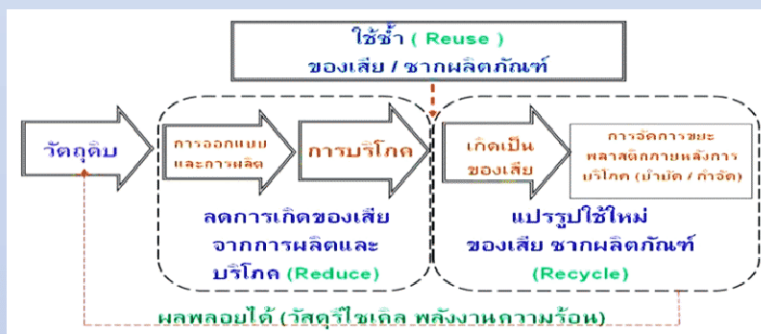 ใช้ซ้ำ ( Reuse )
ของเสีย / ซากผลิตภัณฑ์
วัตถุดิบ
การออกแบบ
และการผลิต
การบริโภค
เกิดเป็น
ของเสีย
การจัดการขยะ
พลาสติกภายหลังการ
บริโภค (บำบัด / กำจัด)
ลดการเกิดของเสีย
จากการผลิตและ
บริโภค (Reduce)
แปรรูปใช้ใหม่
ของเสีย ซากผลิตภัณฑ์
(Recycle)
ผลพลอยได้ (วัสดุรีไซเคิล พลังงานความร้อน)